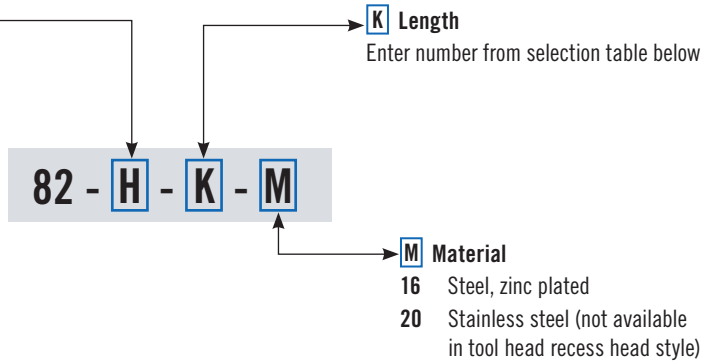 K Length
Enter number from selection table below
82 - H - K - M
M Material
16 Steel, zinc plated
20 Stainless steel (not available
in tool head recess head style)